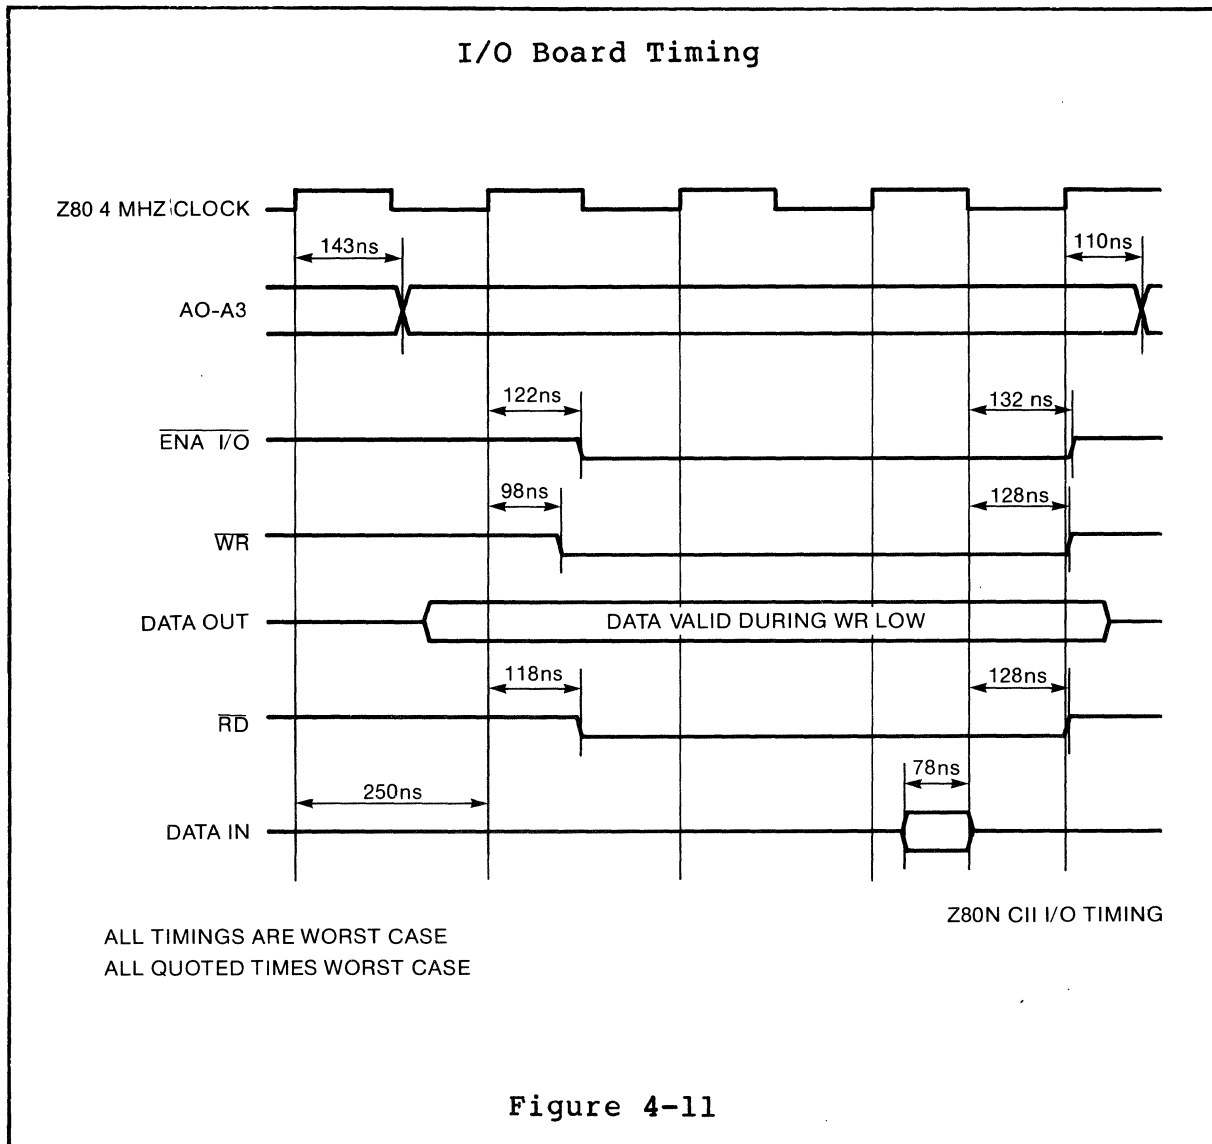 I/O Board Timing
Z80 4 MHZ CLOCK
143ns
110ns
AO-A3
122ns
132 ns
ENA I/O
98ns
128ns
WR
DATA OUT
DATA VALID DURING WR LOW
118ns
128ns
RD
78ns
250ns
DATA IN
Z80N CII I/O TIMING
ALL TIMINGS ARE WORST CASE
ALL QUOTED TIMES WORST CASE
Figure 4-11